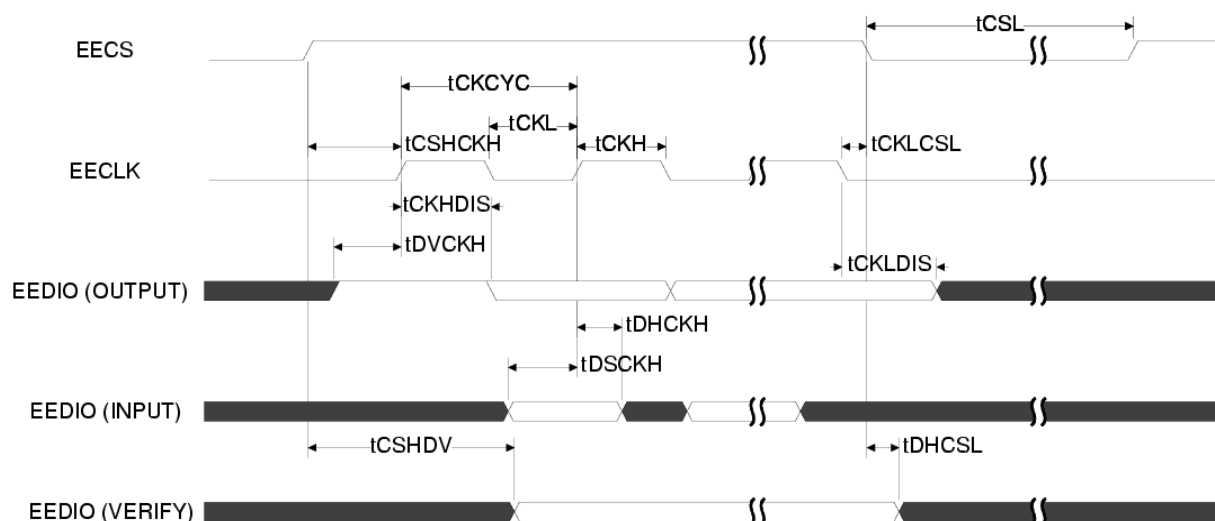 tCSL
EECS
tCKCYC
tCKL
tCSHCKH
tCKH
tCKLCSL
EECLK
tCKHDIS
tDVCKH
tCKLDIS
EEDIO (OUTPUT)
tDHCKH
tDSCKH
EEDIO (INPUT)
tCSHDV
tDHCSL
EEDIO (VERIFY)